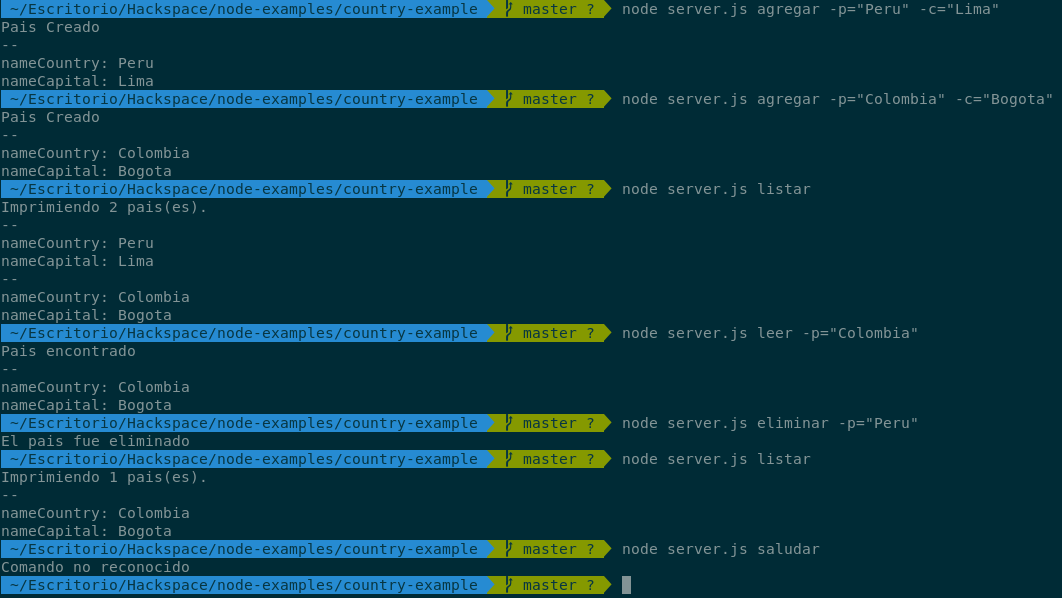 ~/Escritorio/Hackspace/node-examples/country-example master ? node server.js agregar -p="Peru" -c="Lima"
Pais Creado
--
nameCountry: Peru
nameCapital: Lima
~/Escritorio/Hackspace/node-examples/country-example master ? node server.js agregar -p="Colombia" -c="Bogota"
Pais Creado
--
nameCountry: Colombia
nameCapital: Bogota
~/Escritorio/Hackspace/node-examples/country-example master ? node server.js listar
Imprimiendo 2 pais(es).
--
nameCountry: Peru
nameCapital: Lima
--
nameCountry: Colombia
nameCapital: Bogota
~/Escritorio/Hackspace/node-examples/country-example master ? node server.js leer -p="Colombia"
Pais encontrado
--
nameCountry: Colombia
nameCapital: Bogota
~/Escritorio/Hackspace/node-examples/country-example master ? node server.js eliminar -p="Peru"
El pais fue eliminado
~/Escritorio/Hackspace/node-examples/country-example master ? node server.js listar
Imprimiendo 1 pais(es).
--
nameCountry: Colombia
nameCapital: Bogota
~/Escritorio/Hackspace/node-examples/country-example master ? node server.js saludar
Comando no reconocido
~/Escritorio/Hackspace/node-examples/country-example master ?